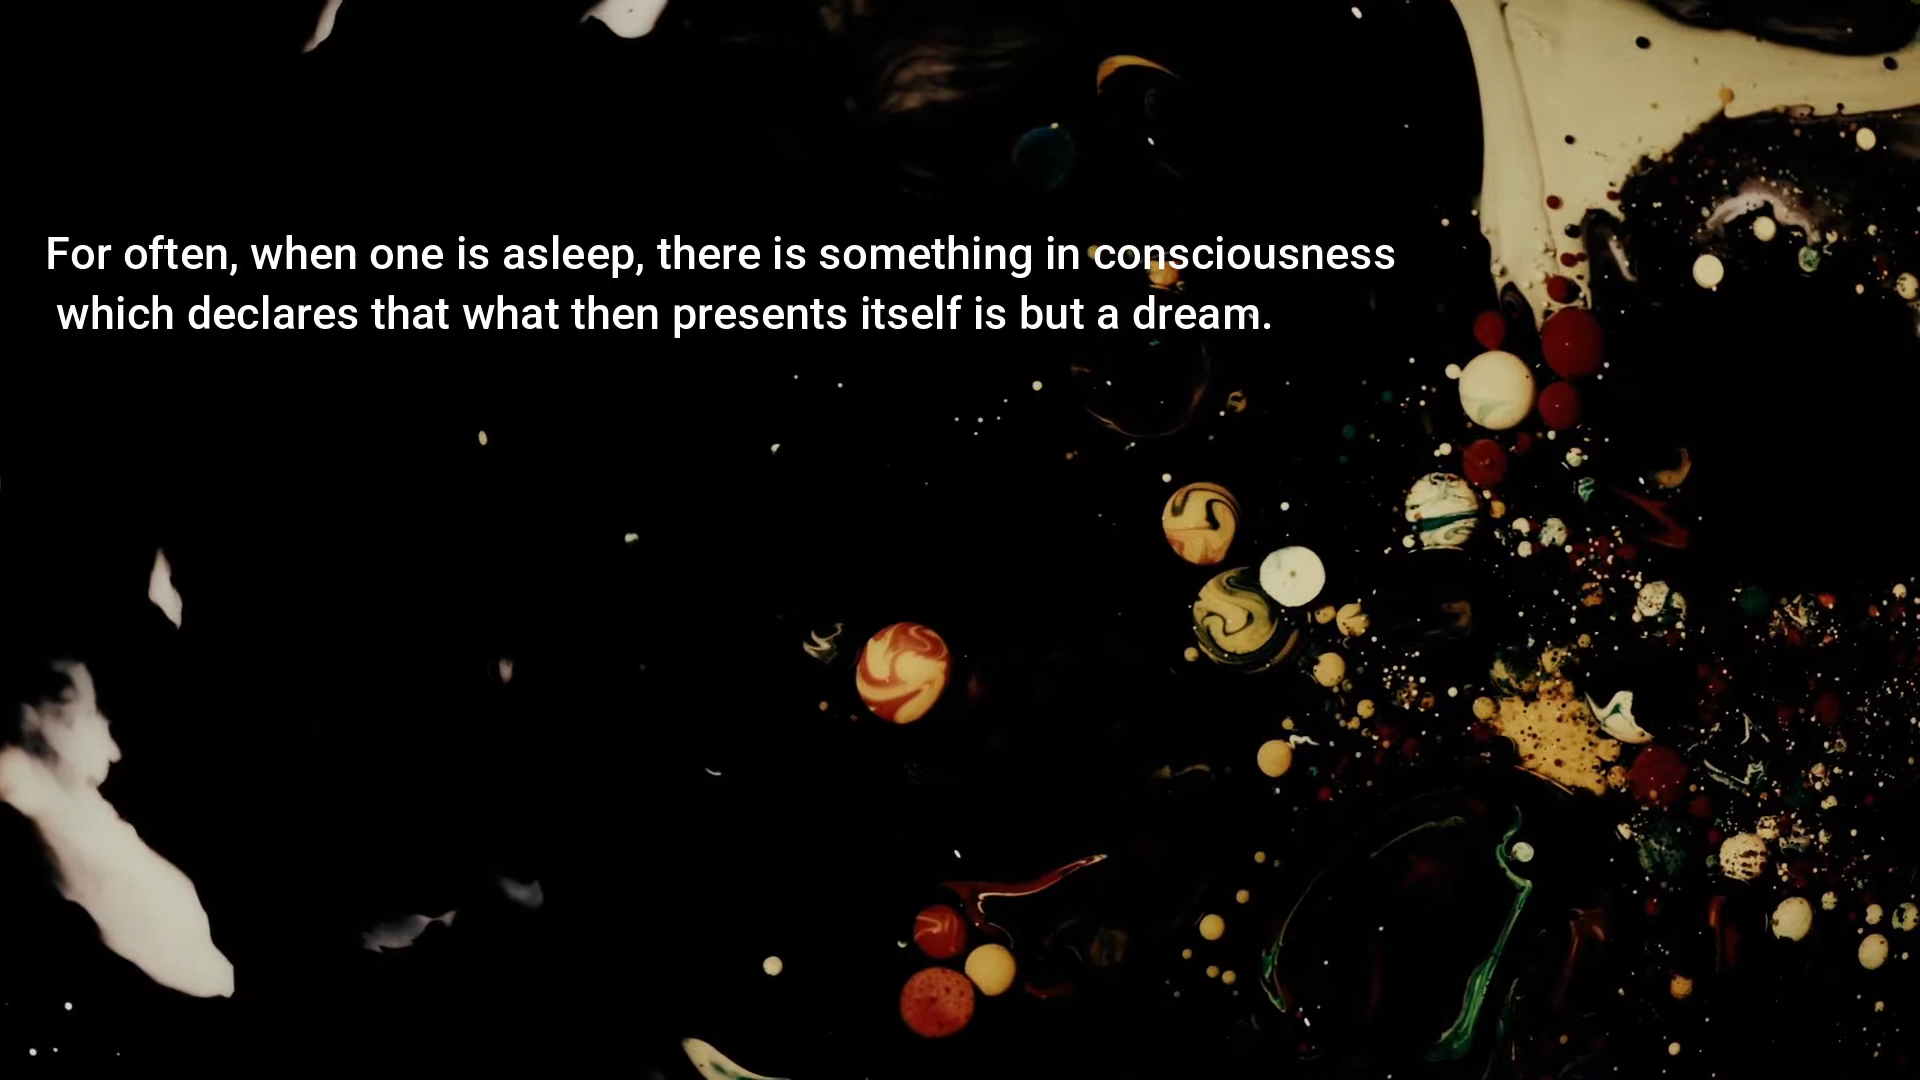 For often, when one is asleep, there is something in consciousness
which declares that what then presents itself is but a dream.